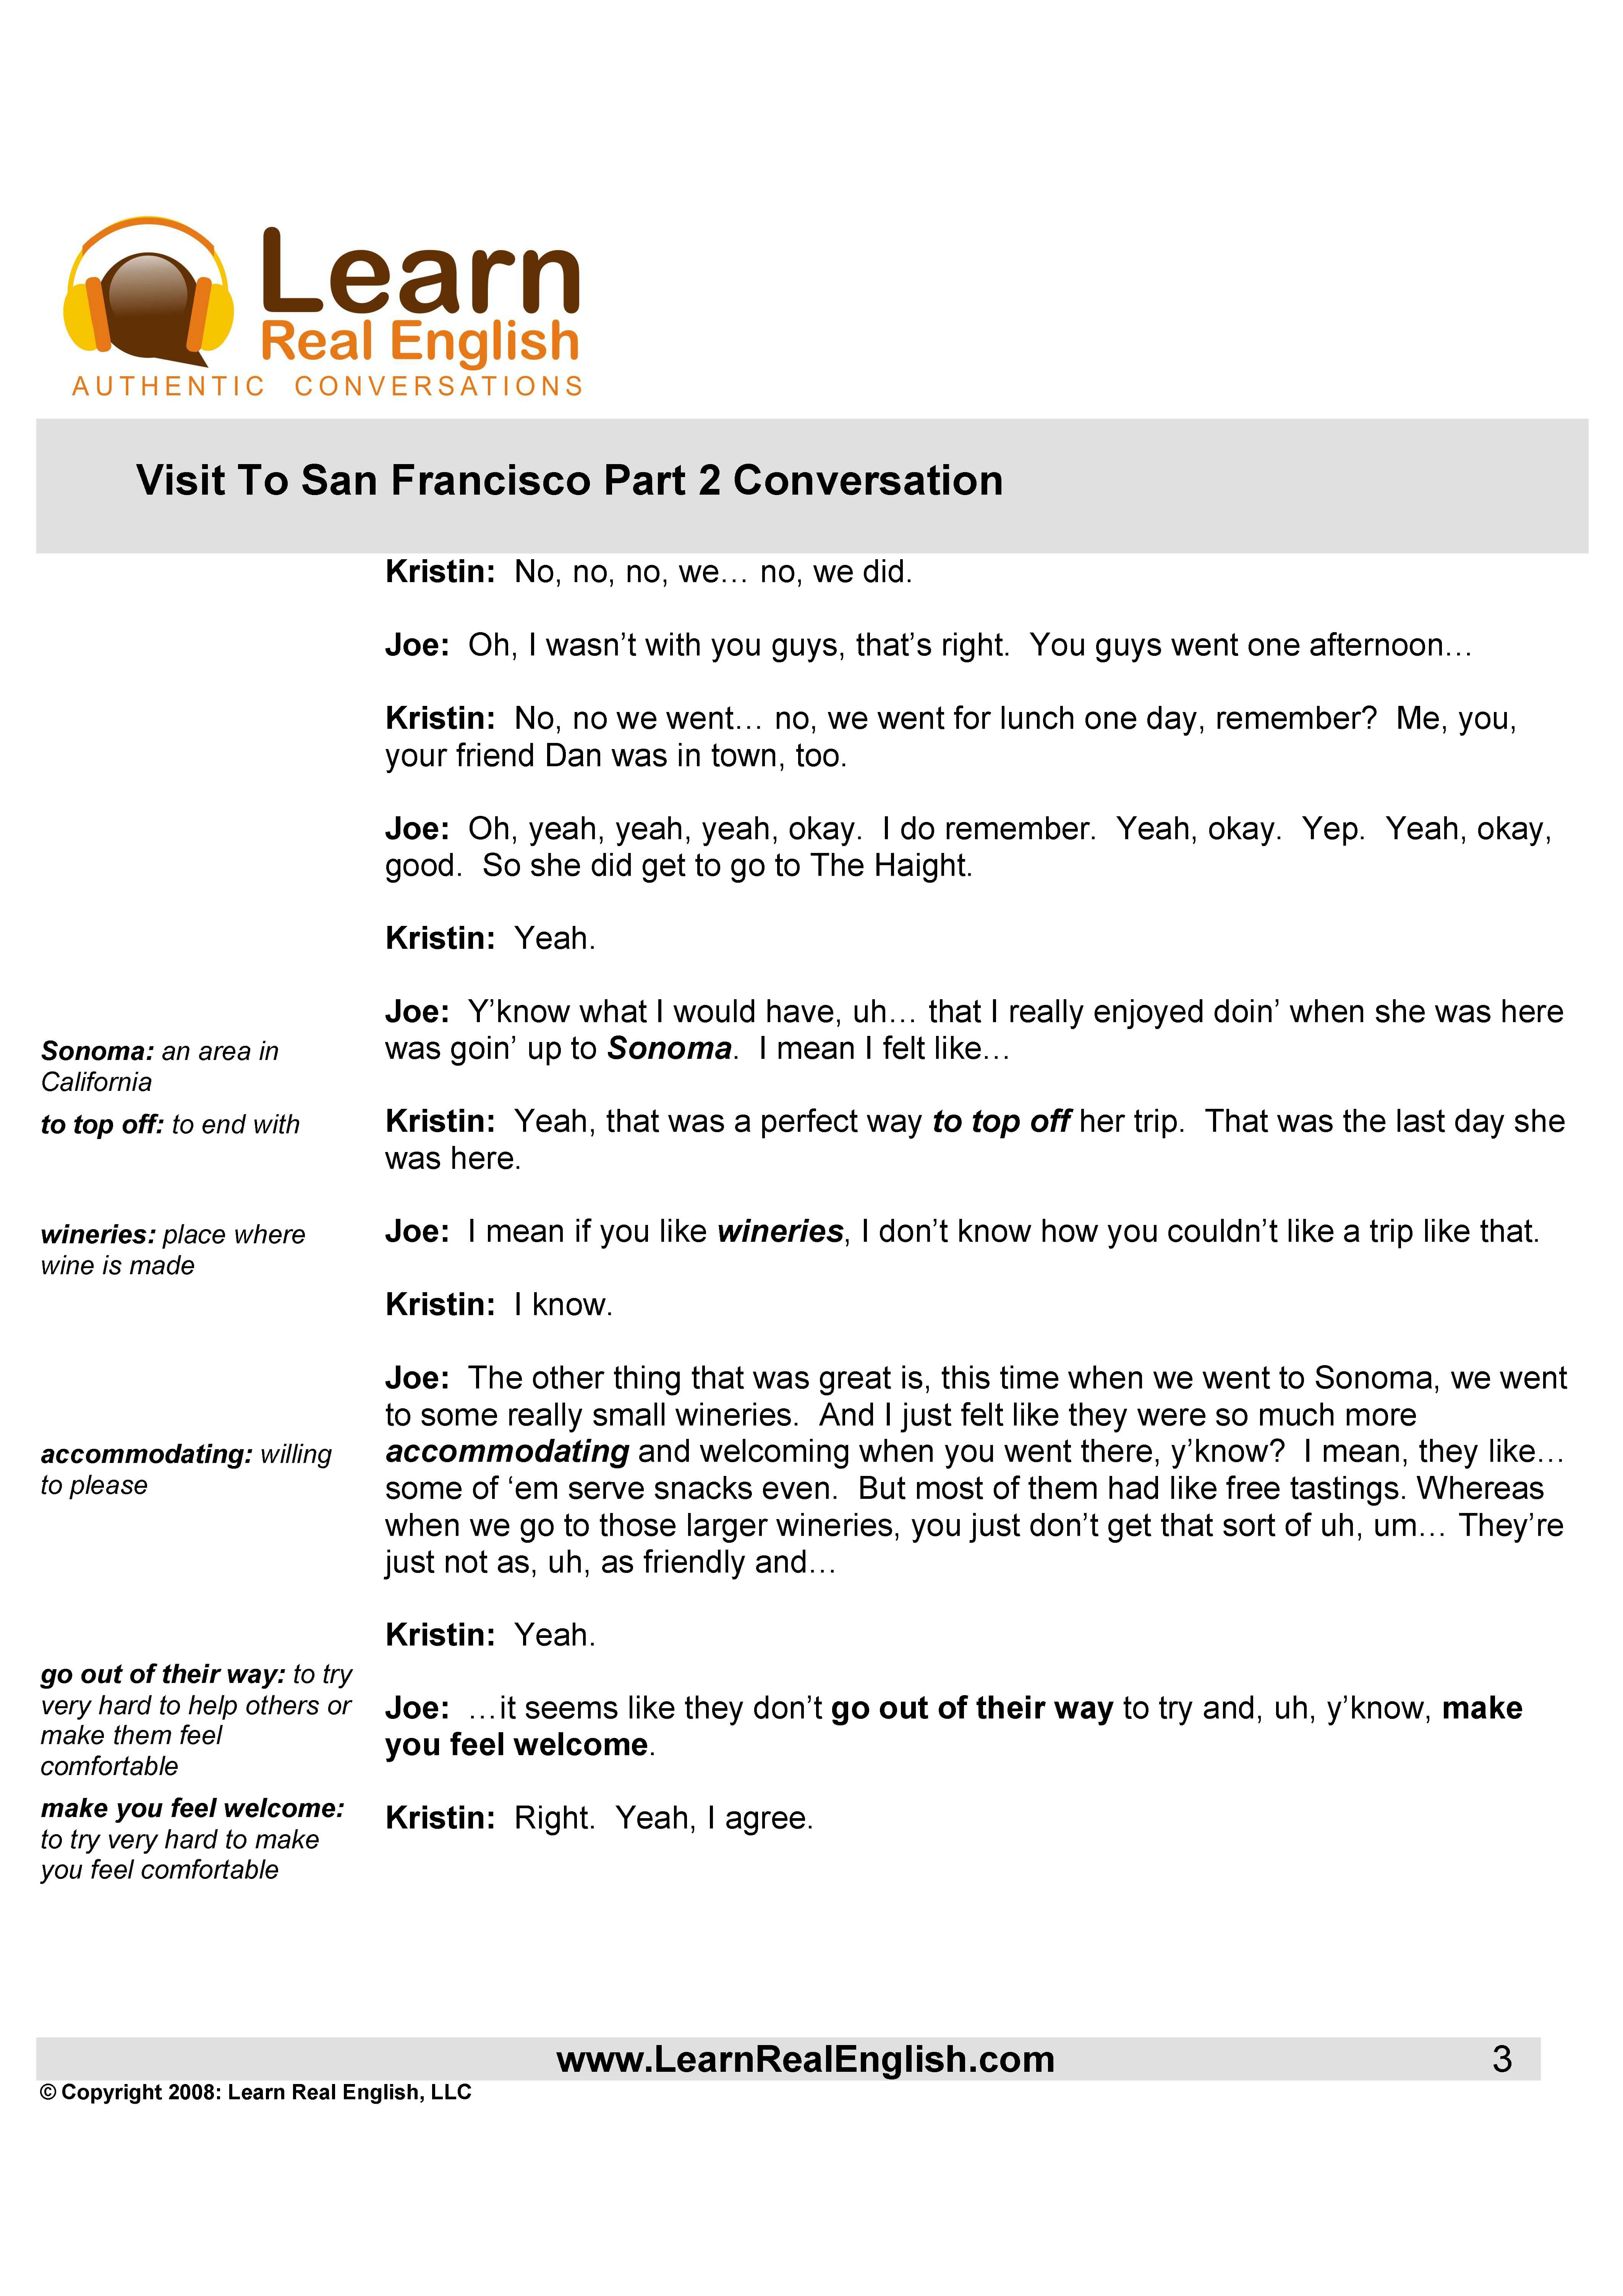 Learn
Real English
AUTHENTIC CONVERSATIONS
Visit To San Francisco Part 2 Conversation
Kristin: No, no, no, we… no, we did.
Joe: Oh, I wasn’t with you guys, that’s right. You guys went one afternoon…
Kristin: No, no we went… no, we went for lunch one day, remember? Me, you,
your friend Dan was in town, too.
Joe: Oh, yeah, yeah, yeah, okay. I do remember. Yeah, okay. Yep. Yeah, okay,
good. So she did get to go to The Haight.
Kristin: Yeah.
Joe: Y’know what I would have, uh… that I really enjoyed doin’ when she was here
was goin’ up to Sonoma. I mean I felt like…
Sonoma: an area in
California
Kristin: Yeah, that was a perfect way to top off her trip. That was the last day she
was here.
to top off: to end with
Joe: I mean if you like wineries, I don’t know how you couldn’t like a trip like that.
wineries: place where
wine is made
Kristin: I know.
Joe: The other thing that was great is, this time when we went to Sonoma, we went
to some really small wineries. And I just felt like they were so much more
accommodating and welcoming when you went there, y’know? I mean, they like…
some of ‘em serve snacks even. But most of them had like free tastings. Whereas
when we go to those larger wineries, you just don’t get that sort of uh, um… They’re
just not as, uh, as friendly and…
accommodating: willing
to please
Kristin: Yeah.
Joe: …it seems like they don’t go out of their way to try and, uh, y’know, make
you feel welcome.
go out of their way: to try
very hard to help others or
make them feel
comfortable
Kristin: Right. Yeah, I agree.
make you feel welcome:
to try very hard to make
you feel comfortable
www.LearnRealEnglish.com 3
© Copyright 2008: Learn Real English, LLC